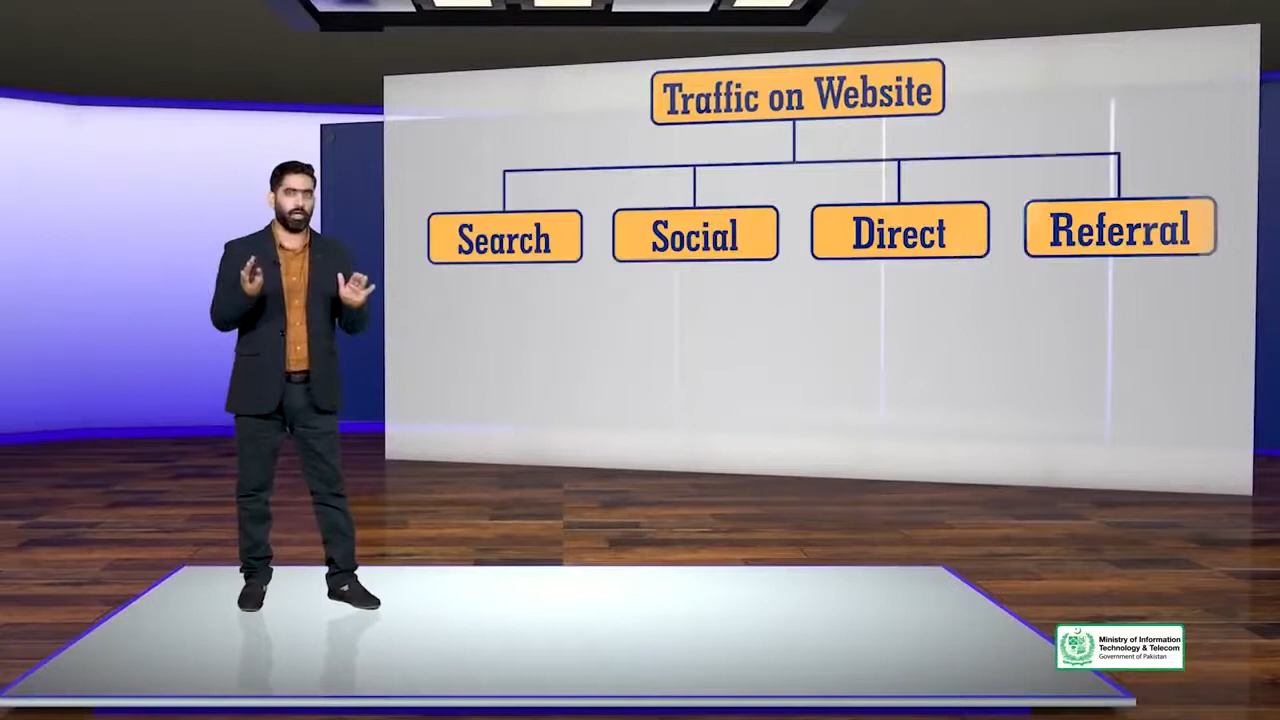 Traffic on Website
Search
Social
Direct
Referral
Ministry of Information
Technology & Telecom
Government of Pakistan